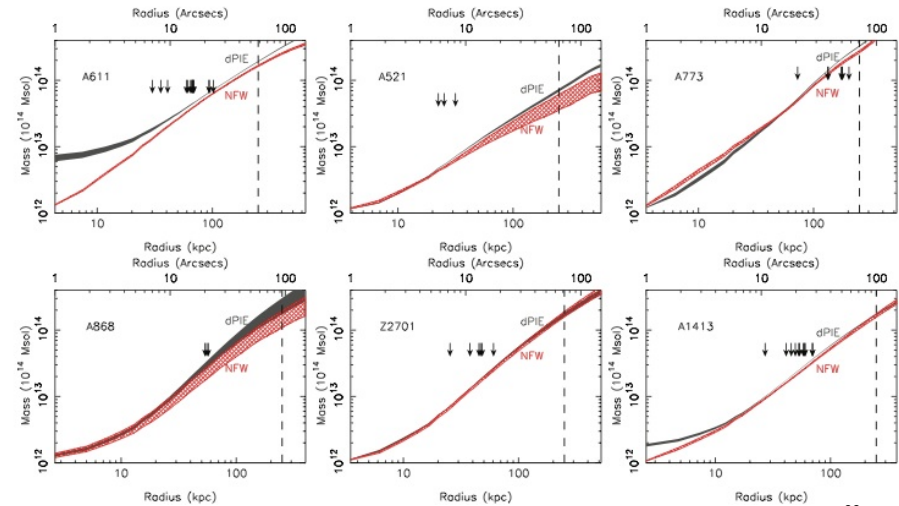 Radius (Arcsecs) Radius (Arcsecs) Radius (Arcsecs)
1 10 100 1 10 100 1 10 100
A611 dPIE NFW
A521 dPIE NFW
A773 dPIE NFW
Mass (10^14 Msol) Mass (10^14 Msol) Mass (10^14 Msol)
10^14 10^14 10^14
10^13 10^13 10^13
10^12 10^12 10^12
10 100 10 100 10 100
Radius (kpc) Radius (kpc) Radius (kpc)
Radius (Arcsecs) Radius (Arcsecs) Radius (Arcsecs)
1 10 100 1 10 100 1 10 100
A868 dPIE NFW
Z2701 dPIE NFW
A1413 dPIE NFW
Mass (10^14 Msol) Mass (10^14 Msol) Mass (10^14 Msol)
10^14 10^14 10^14
10^13 10^13 10^13
10^12 10^12 10^12
10 100 10 100 10 100
Radius (kpc) Radius (kpc) Radius (kpc)